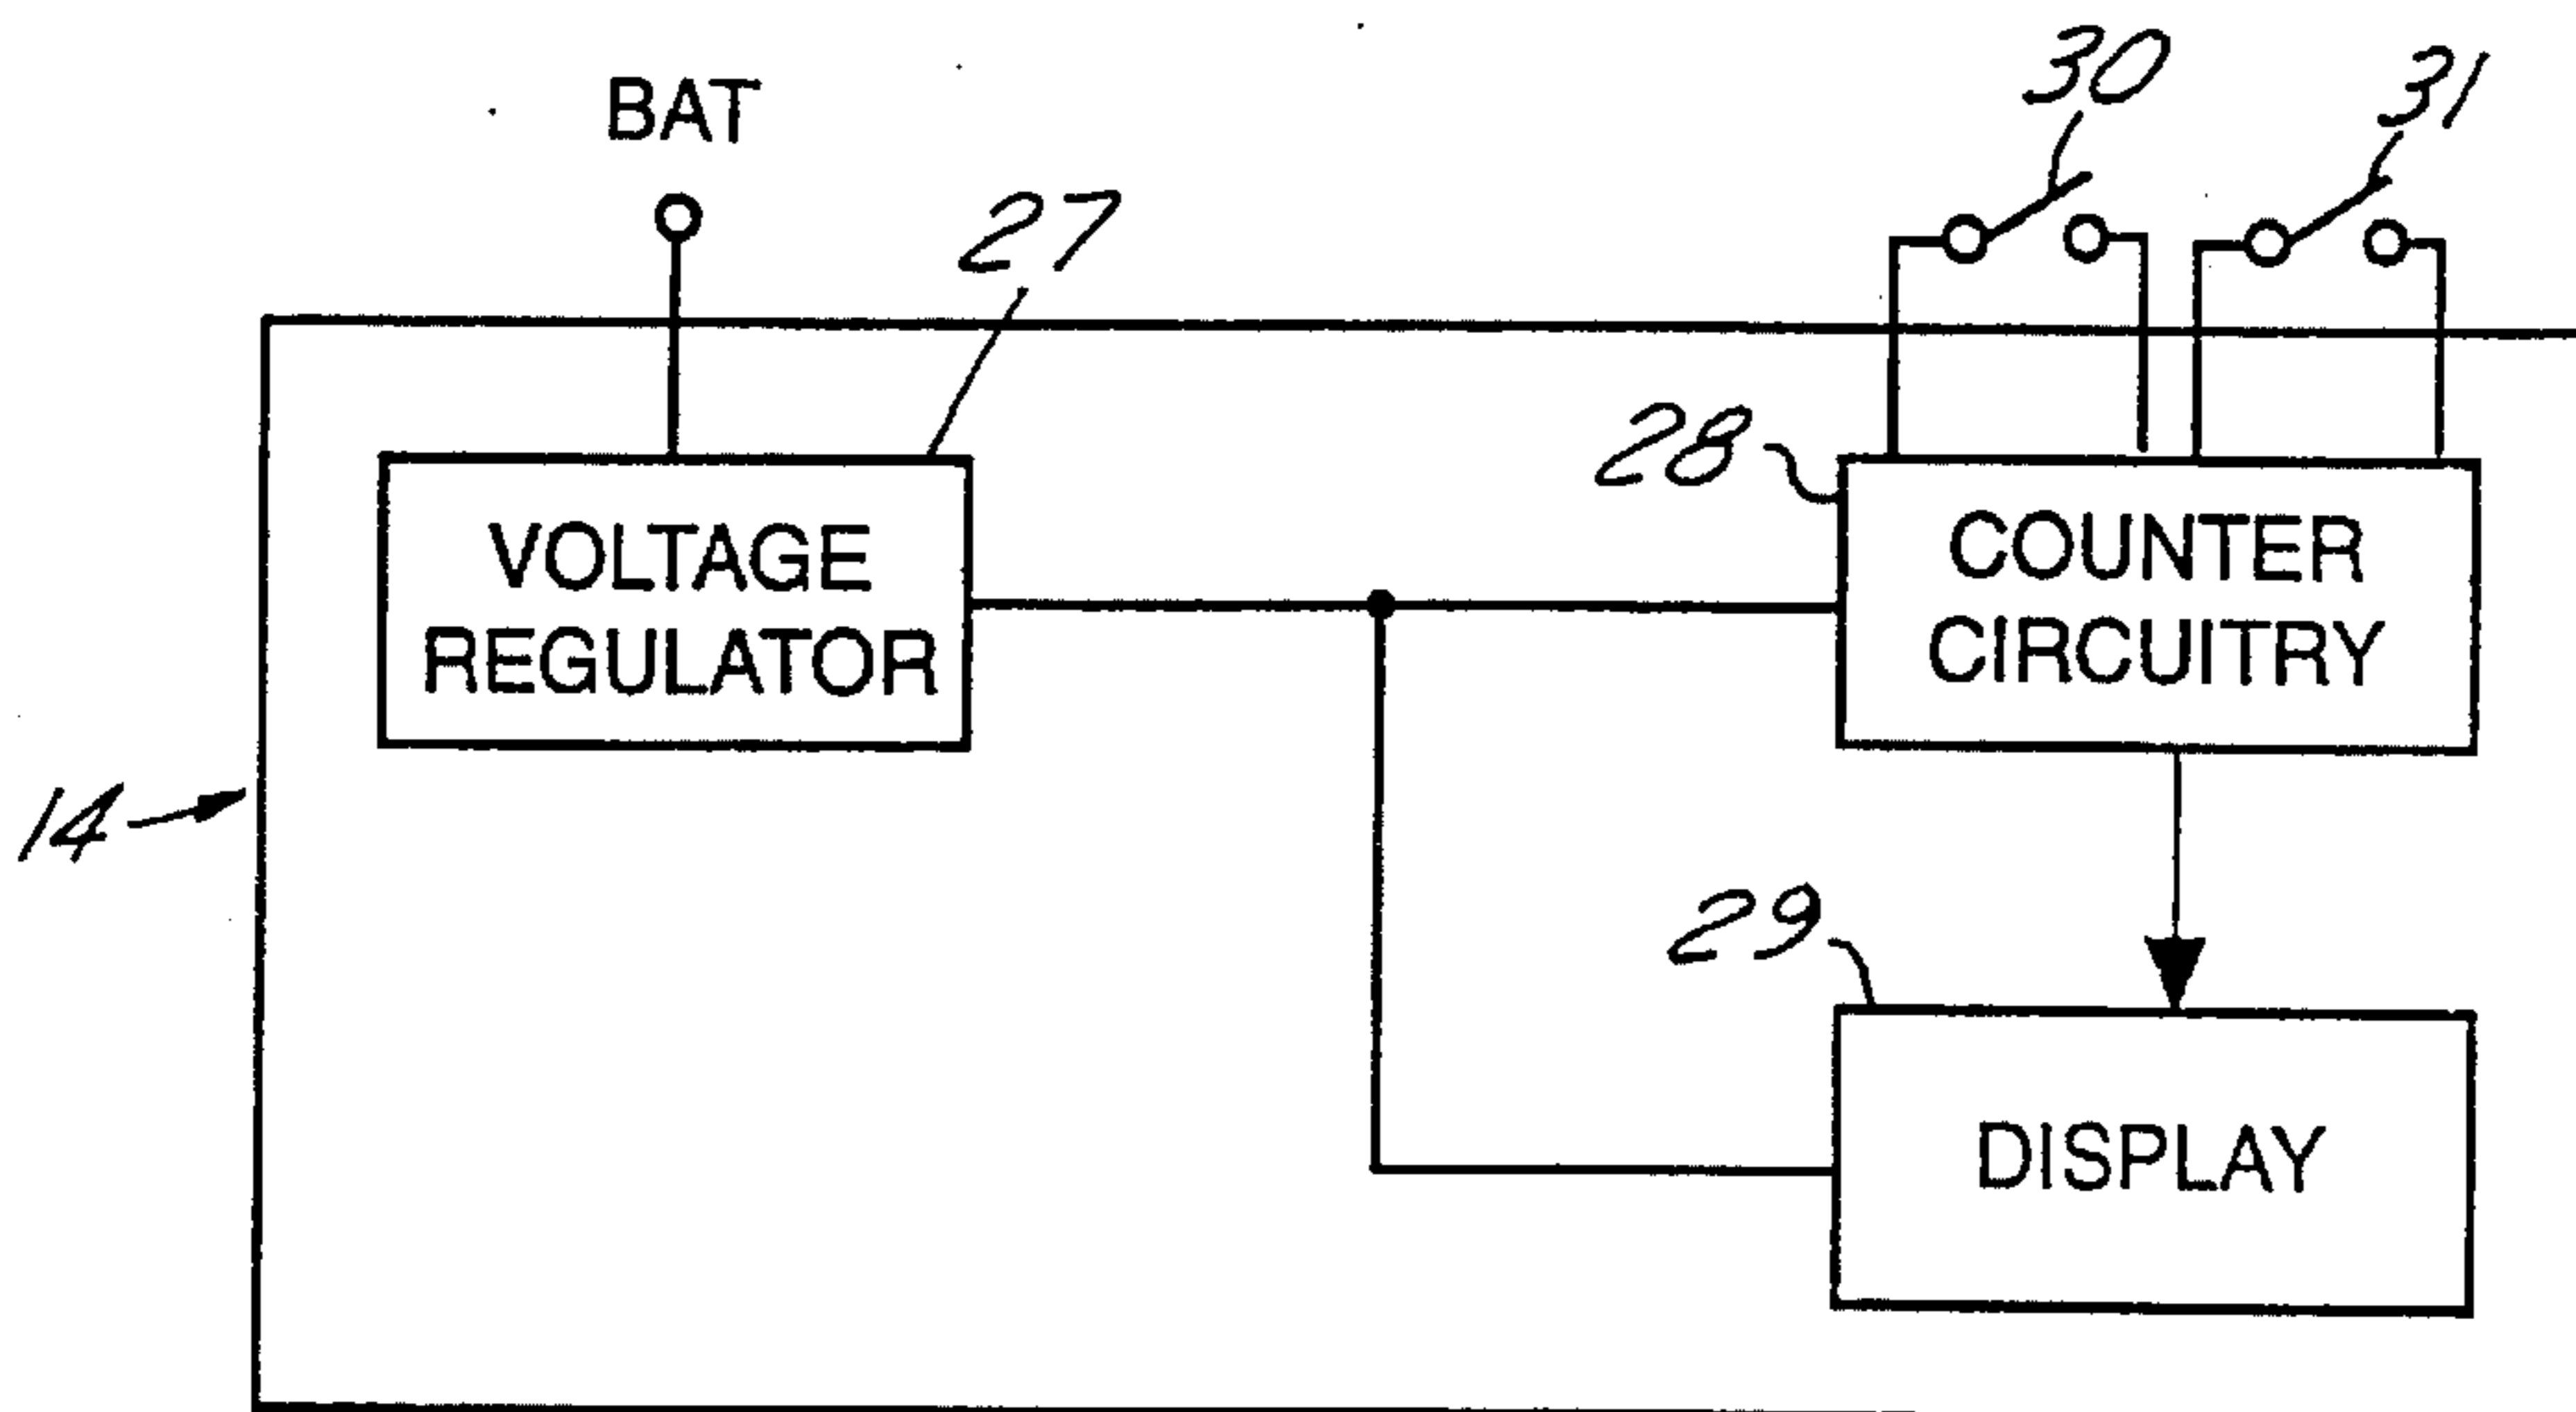 BAT
30
31
27
28
VOLTAGE
REGULATOR
COUNTER
CIRCUITRY
14
29
DISPLAY